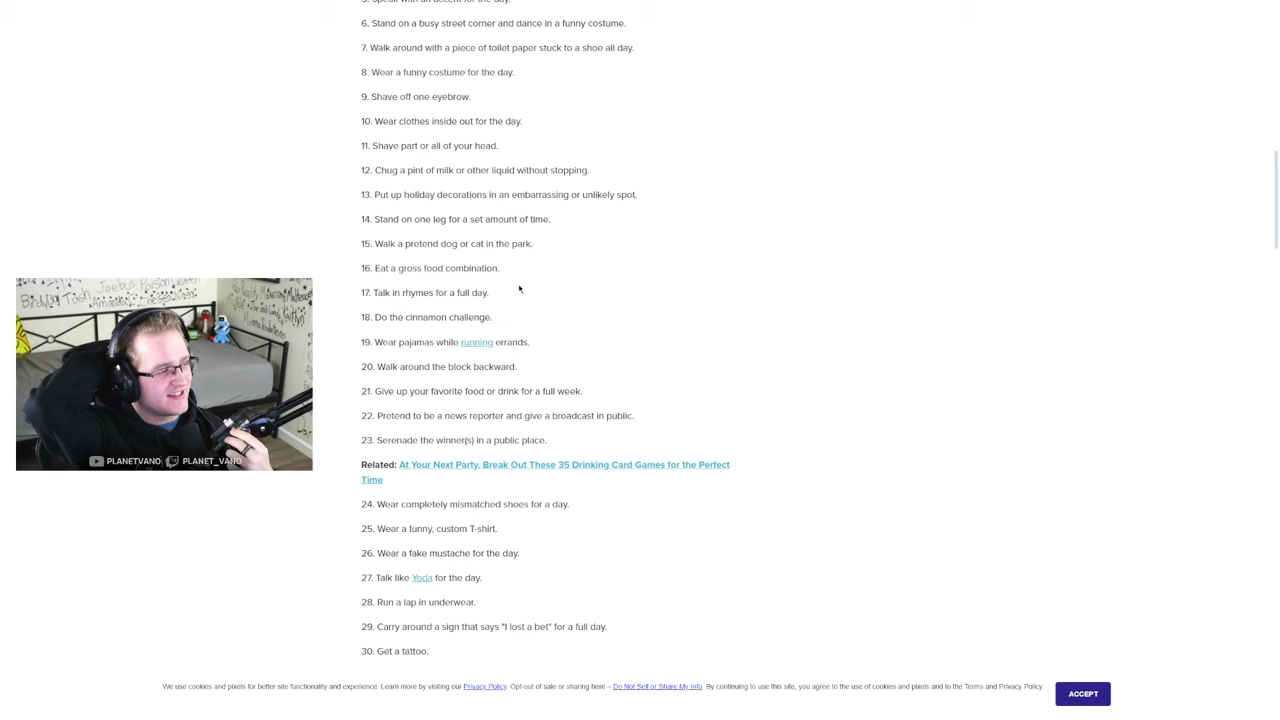 5. Speak with an accent for the day.
6. Stand on a busy street corner and dance in a funny costume.
7. Walk around with a piece of toilet paper stuck to a shoe all day.
8. Wear a funny costume for the day.
9. Shave off one eyebrow.
10. Wear clothes inside out for the day.
11. Shave part or all of your head.
12. Chug a pint of milk or other liquid without stopping.
13. Put up holiday decorations in an embarrassing or unlikely spot.
14. Stand on one leg for a set amount of time.
15. Walk a pretend dog or cat in the park.
16. Eat a gross food combination.
17. Talk in rhymes for a full day.
18. Do the cinnamon challenge.
19. Wear pajamas while running errands.
20. Walk around the block backward.
21. Give up your favorite food or drink for a full week.
22. Pretend to be a news reporter and give a broadcast in public.
23. Serenade the winner(s) in a public place.
Related: At Your Next Party, Break Out These 35 Drinking Card Games for the Perfect
Time
24. Wear completely mismatched shoes for a day.
25. Wear a funny, custom T-shirt.
26. Wear a fake mustache for the day.
27. Talk like Yoda for the day.
28. Run a lap in underwear.
29. Carry around a sign that says "I lost a bet" for a full day.
30. Get a tattoo.
Jeebus Poison
Tash
Amanda
PLANETVANO PLANET_VANO
We use cookies and pixels for better site functionality and experience. Learn more by visiting our Privacy Policy. Opt-out of sale or sharing here – Do Not Sell or Share My Info. By continuing to use this site, you agree to the use of cookies and pixels and to the Terms and Privacy Policy.
ACCEPT